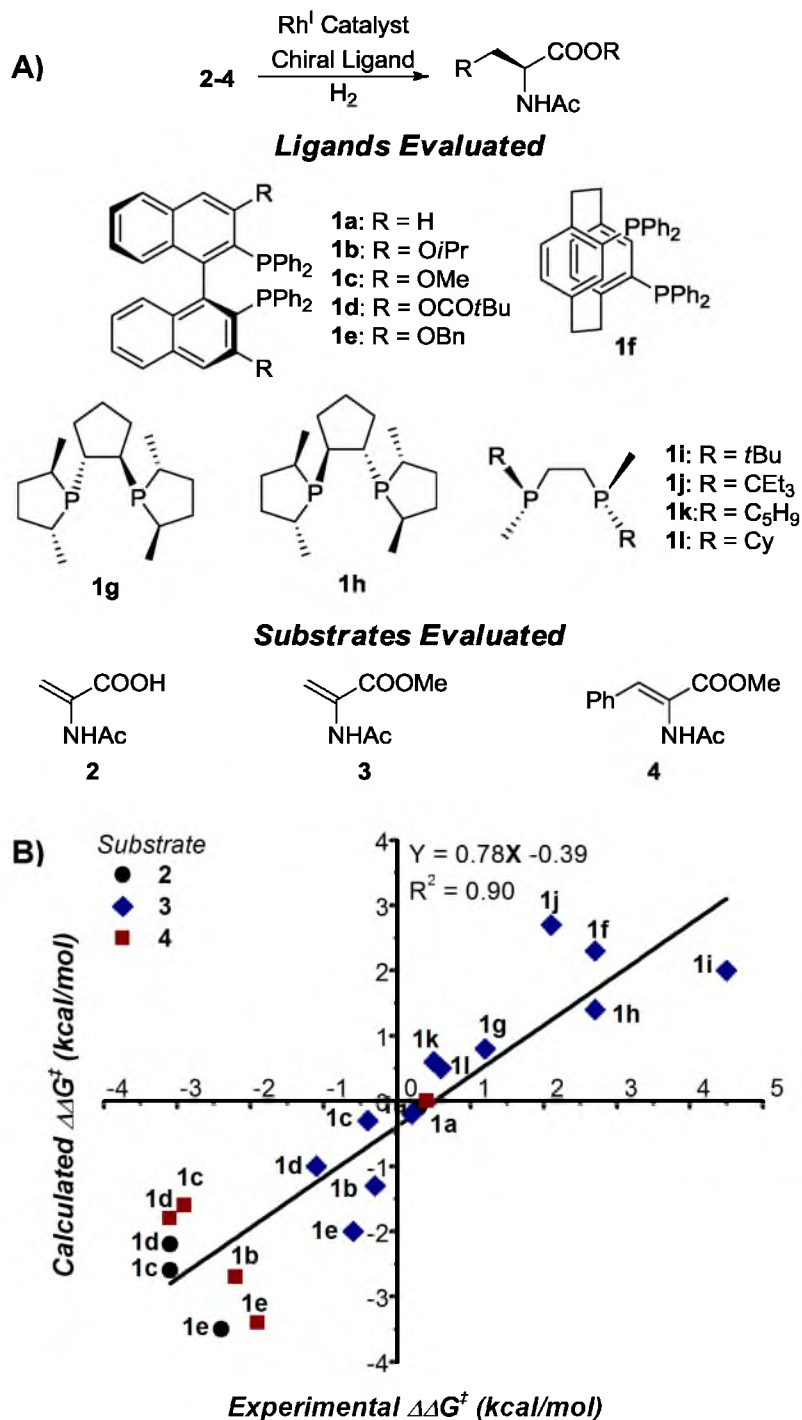 A)
2-4
Rh^I Catalyst
Chiral Ligand
H₂
R
COOR
NHAc
Ligands Evaluated
R
PPh₂
PPh₂
R
1a: R = H
1b: R = OiPr
1c: R = OMe
1d: R = OCOtBu
1e: R = OBn
PPh₂
PPh₂
1f
P
P
1g
P
P
1h
R
P
P
R
1i: R = tBu
1j: R = CEt₃
1k:R = C₅H₉
1l: R = Cy
Substrates Evaluated
COOH
NHAc
2
COOMe
NHAc
3
Ph
COOMe
NHAc
4
B)
Substrate
2
3
4
Y = 0.78X -0.39
R² = 0.90
4
3
2
1
0
-1
-2
-3
-4
-4
-3
-2
-1
0
1
2
3
4
5
1j
1f
1i
1h
1g
1k
1l
1a
1c
1d
1b
1e
1c
1d
1d
1c
1b
1e
1e
Calculated ΔΔG‡ (kcal/mol)
Experimental ΔΔG‡ (kcal/mol)